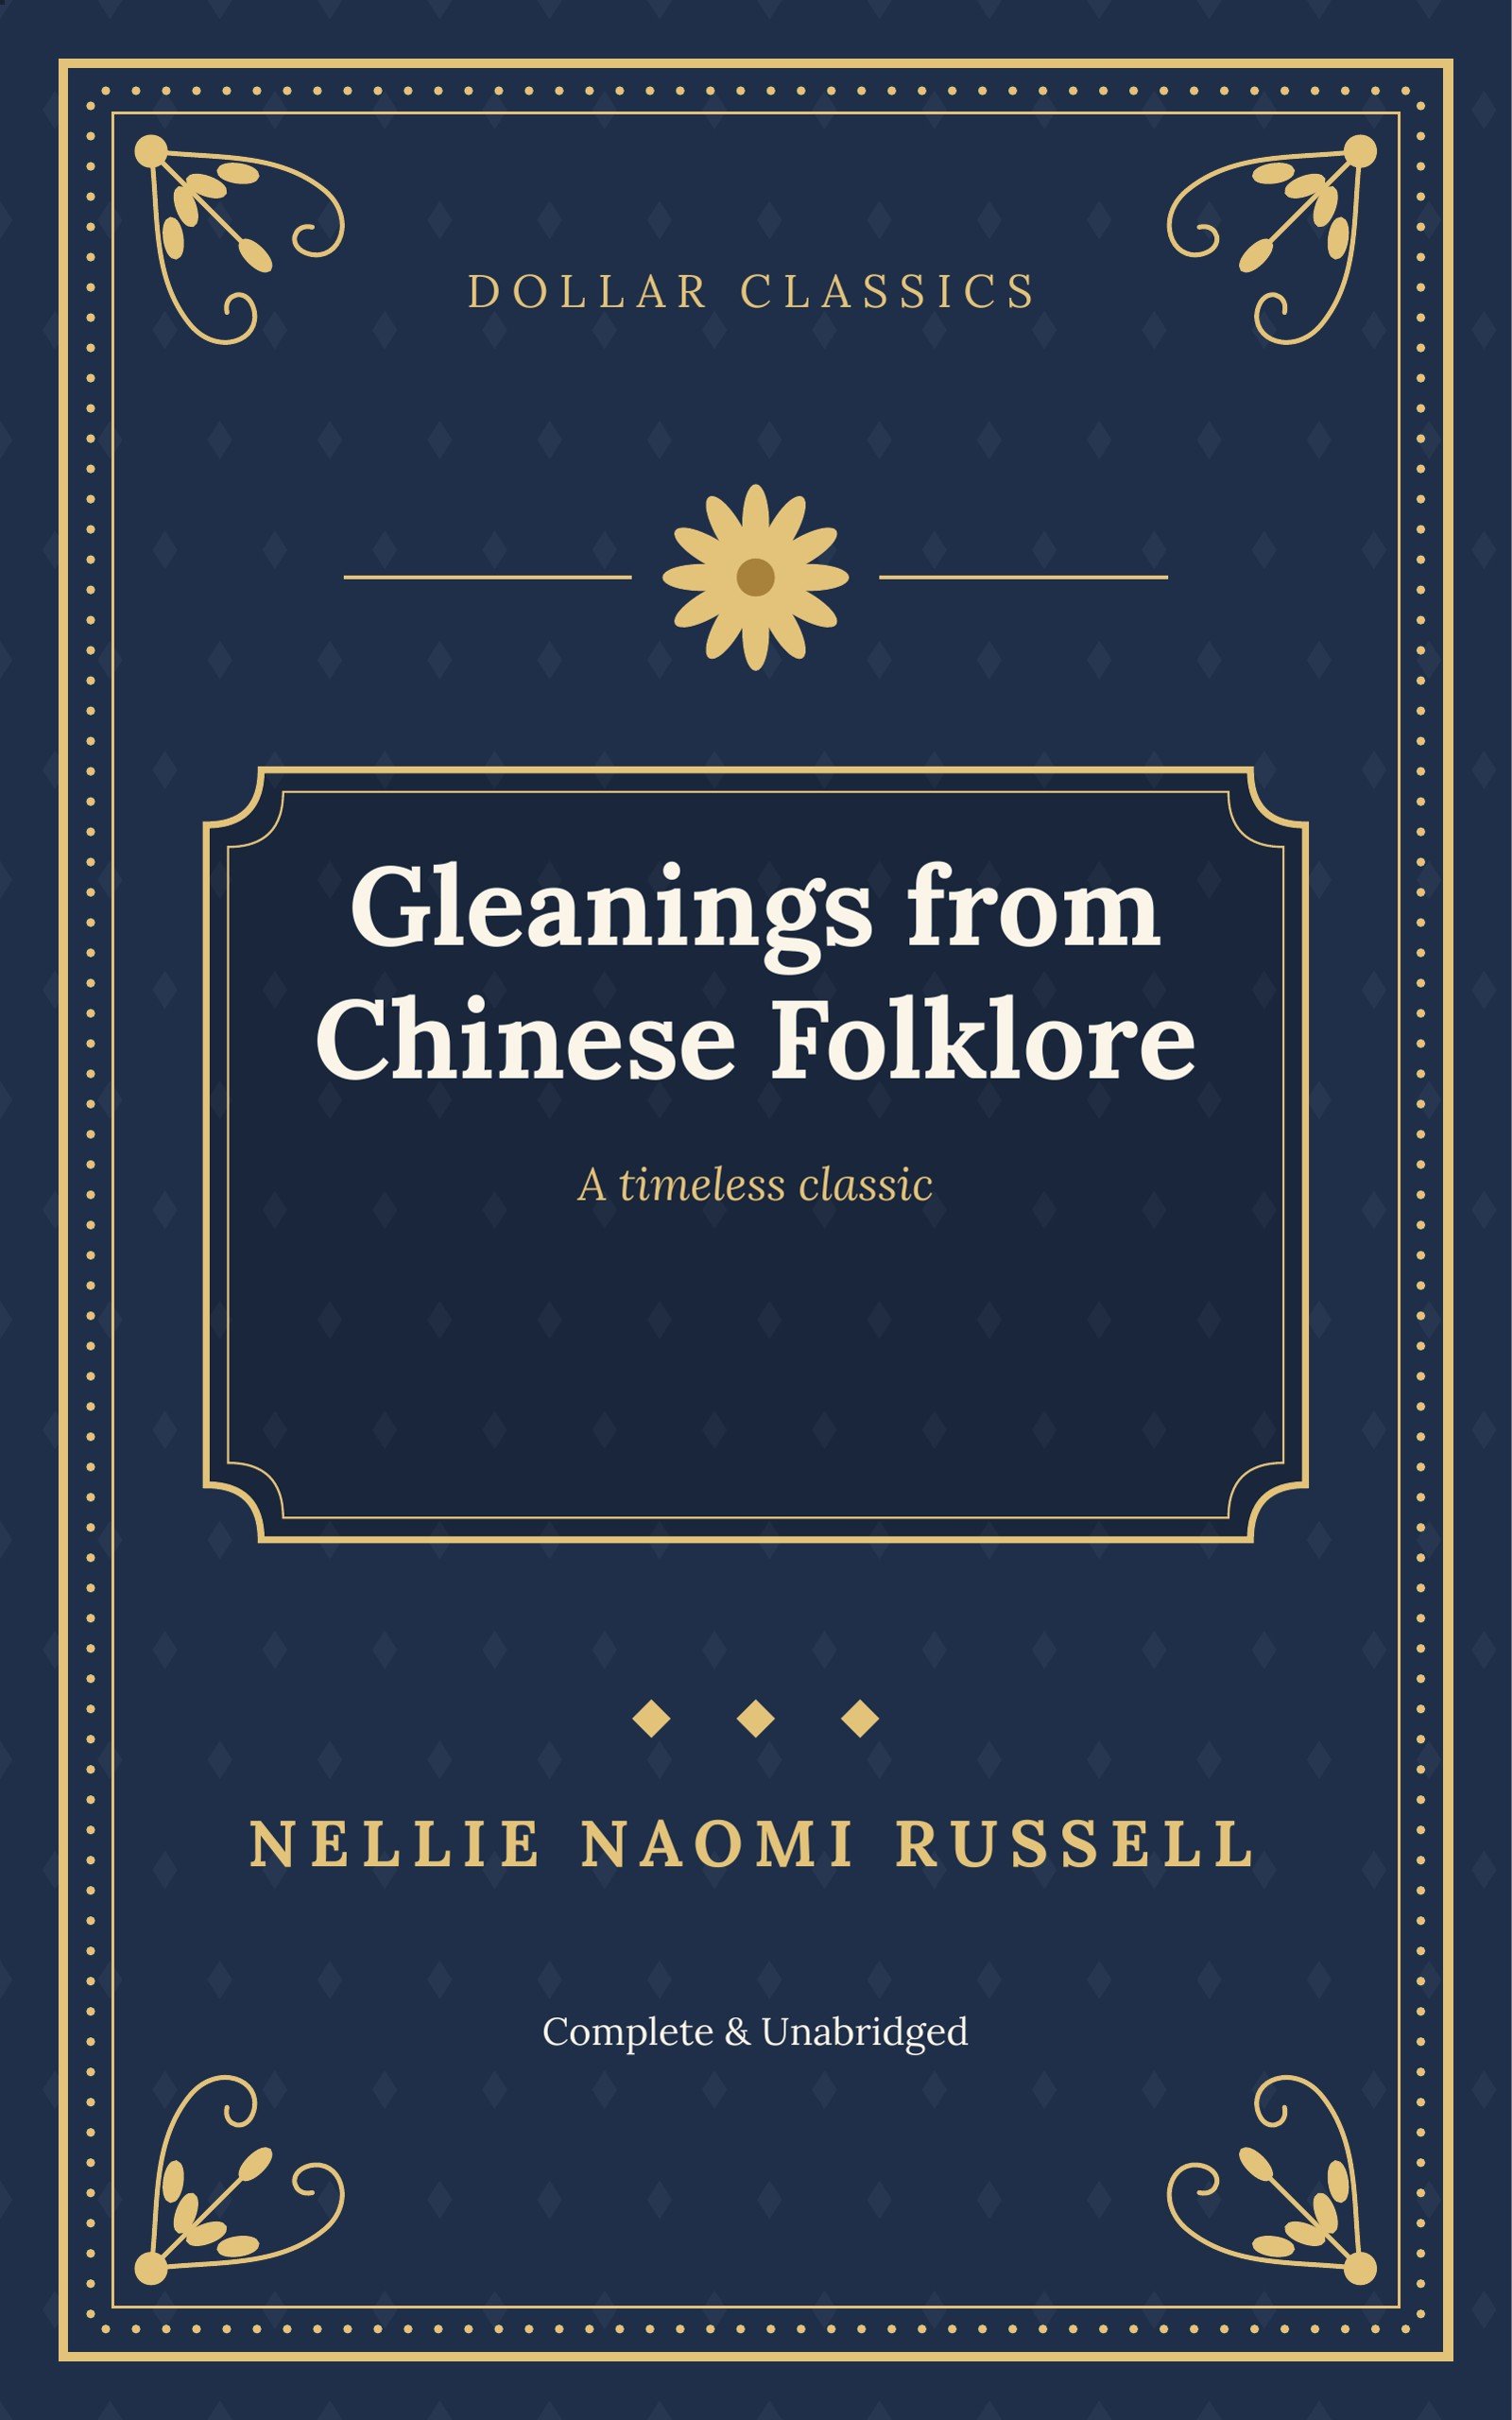 DOLLAR CLASSICS
Gleanings from
Chinese Folklore
A timeless classic
NELLIE NAOMI RUSSELL
Complete & Unabridged